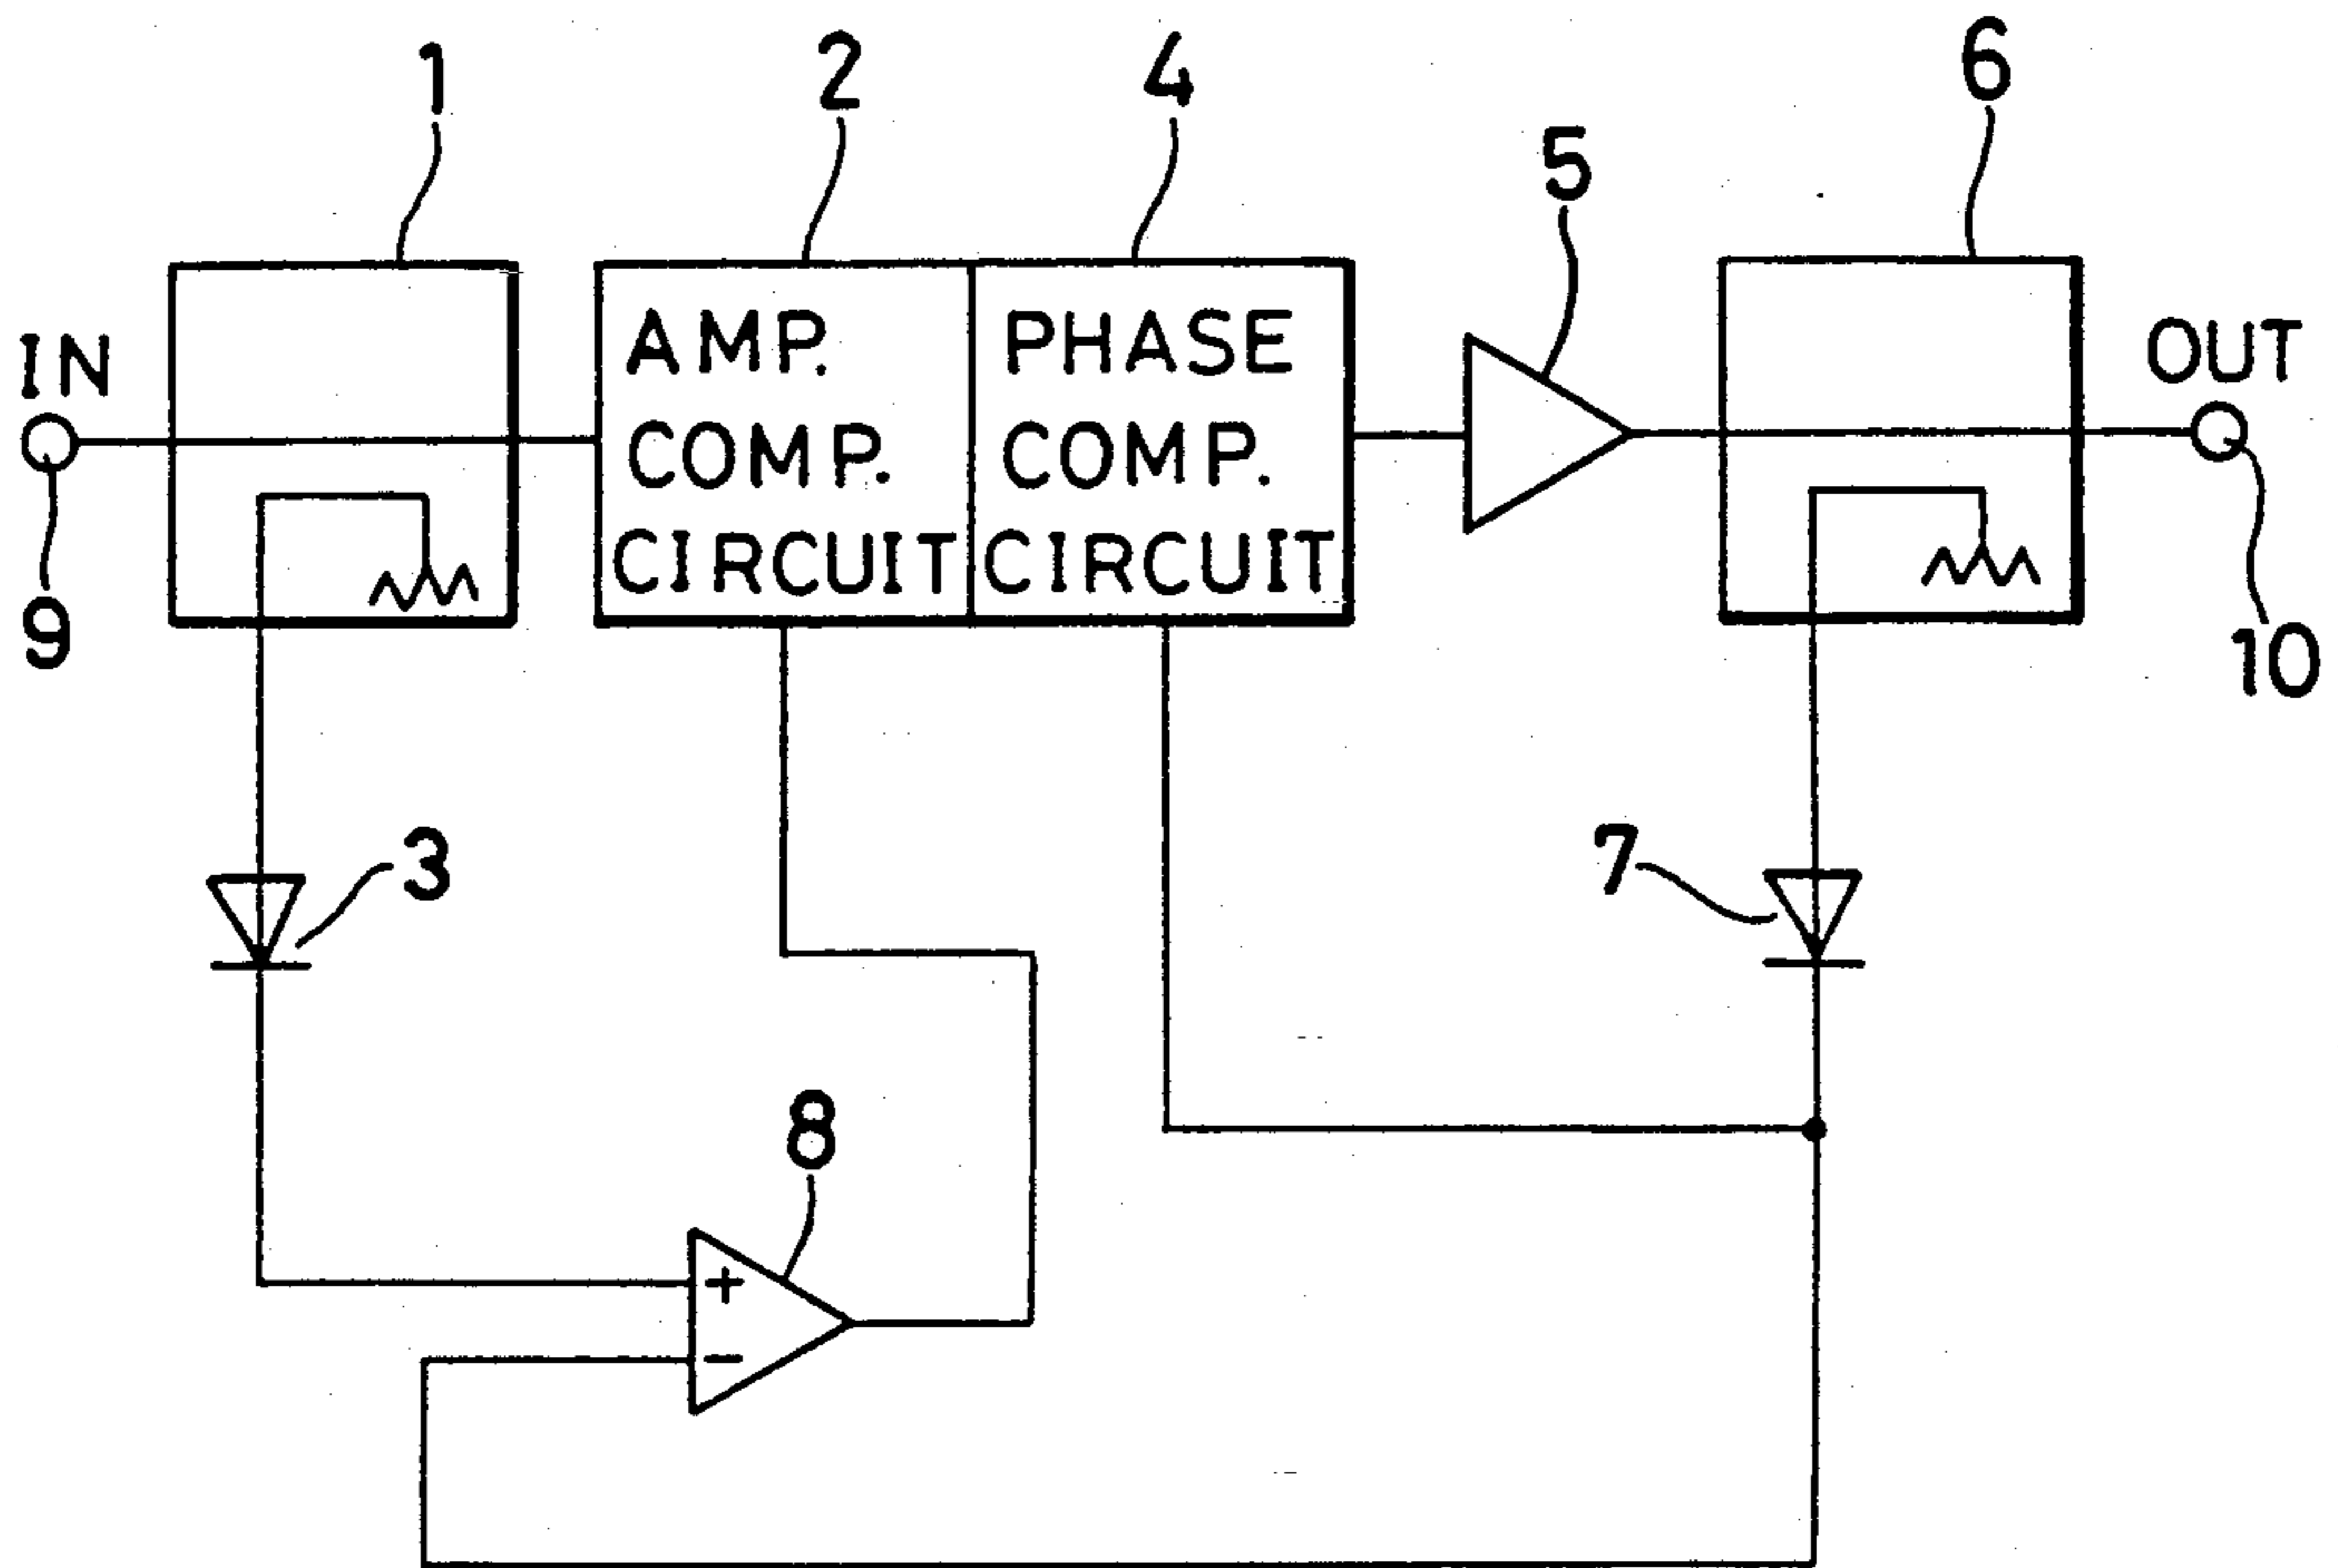 1
2
4
6
5
IN
AMP.
COMP.
CIRCUIT
PHASE
COMP.
CIRCUIT
OUT
9
10
3
7
8
+
−